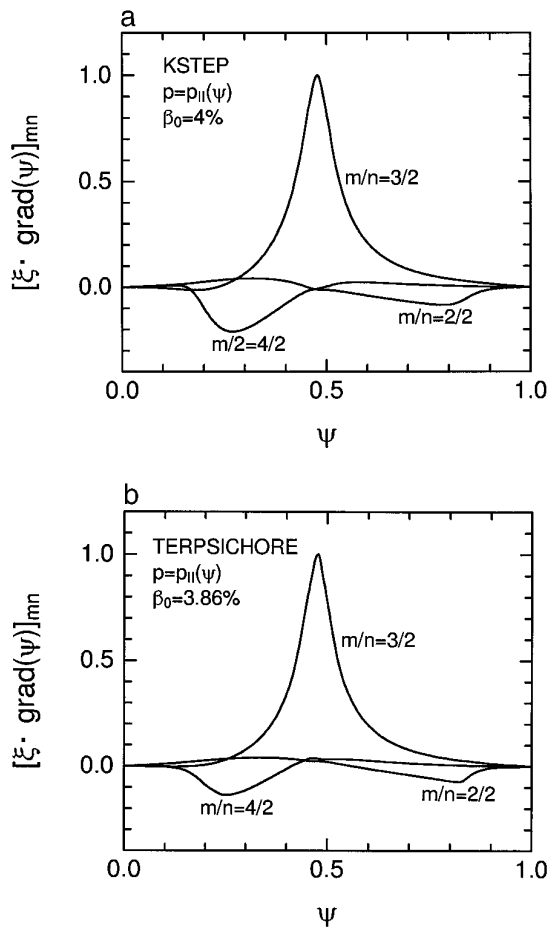 a
KSTEP
p=p_II(ψ)
β₀=4%
1.0
0.5
0.0
[ξ· grad(ψ)]mn
m/n=3/2
m/2=4/2
m/n=2/2
0.0
0.5
1.0
ψ
b
TERPSICHORE
p=p_II(ψ)
β₀=3.86%
1.0
0.5
0.0
[ξ· grad(ψ)]mn
m/n=3/2
m/n=4/2
m/n=2/2
0.0
0.5
1.0
ψ